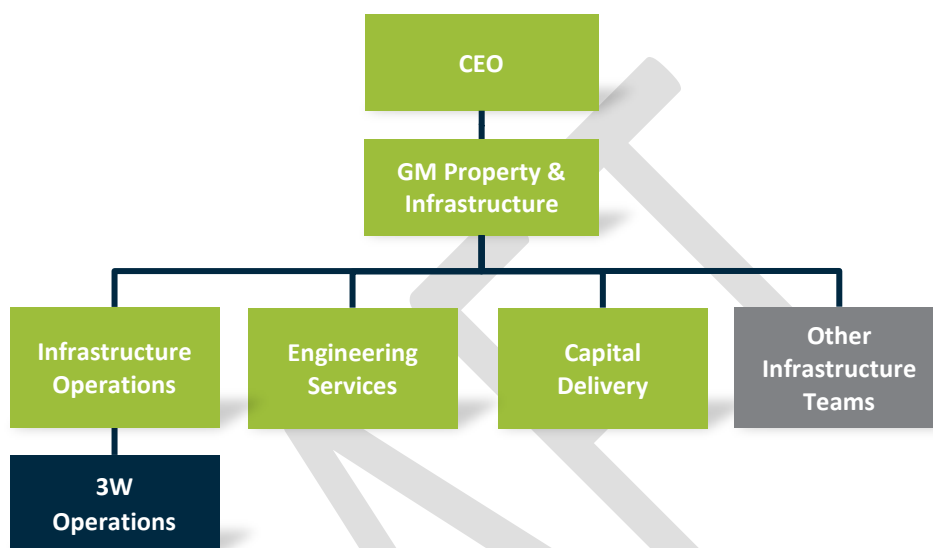 CEO
GM Property &
Infrastructure
Infrastructure
Operations
Engineering
Services
Capital
Delivery
Other
Infrastructure
Teams
3W
Operations